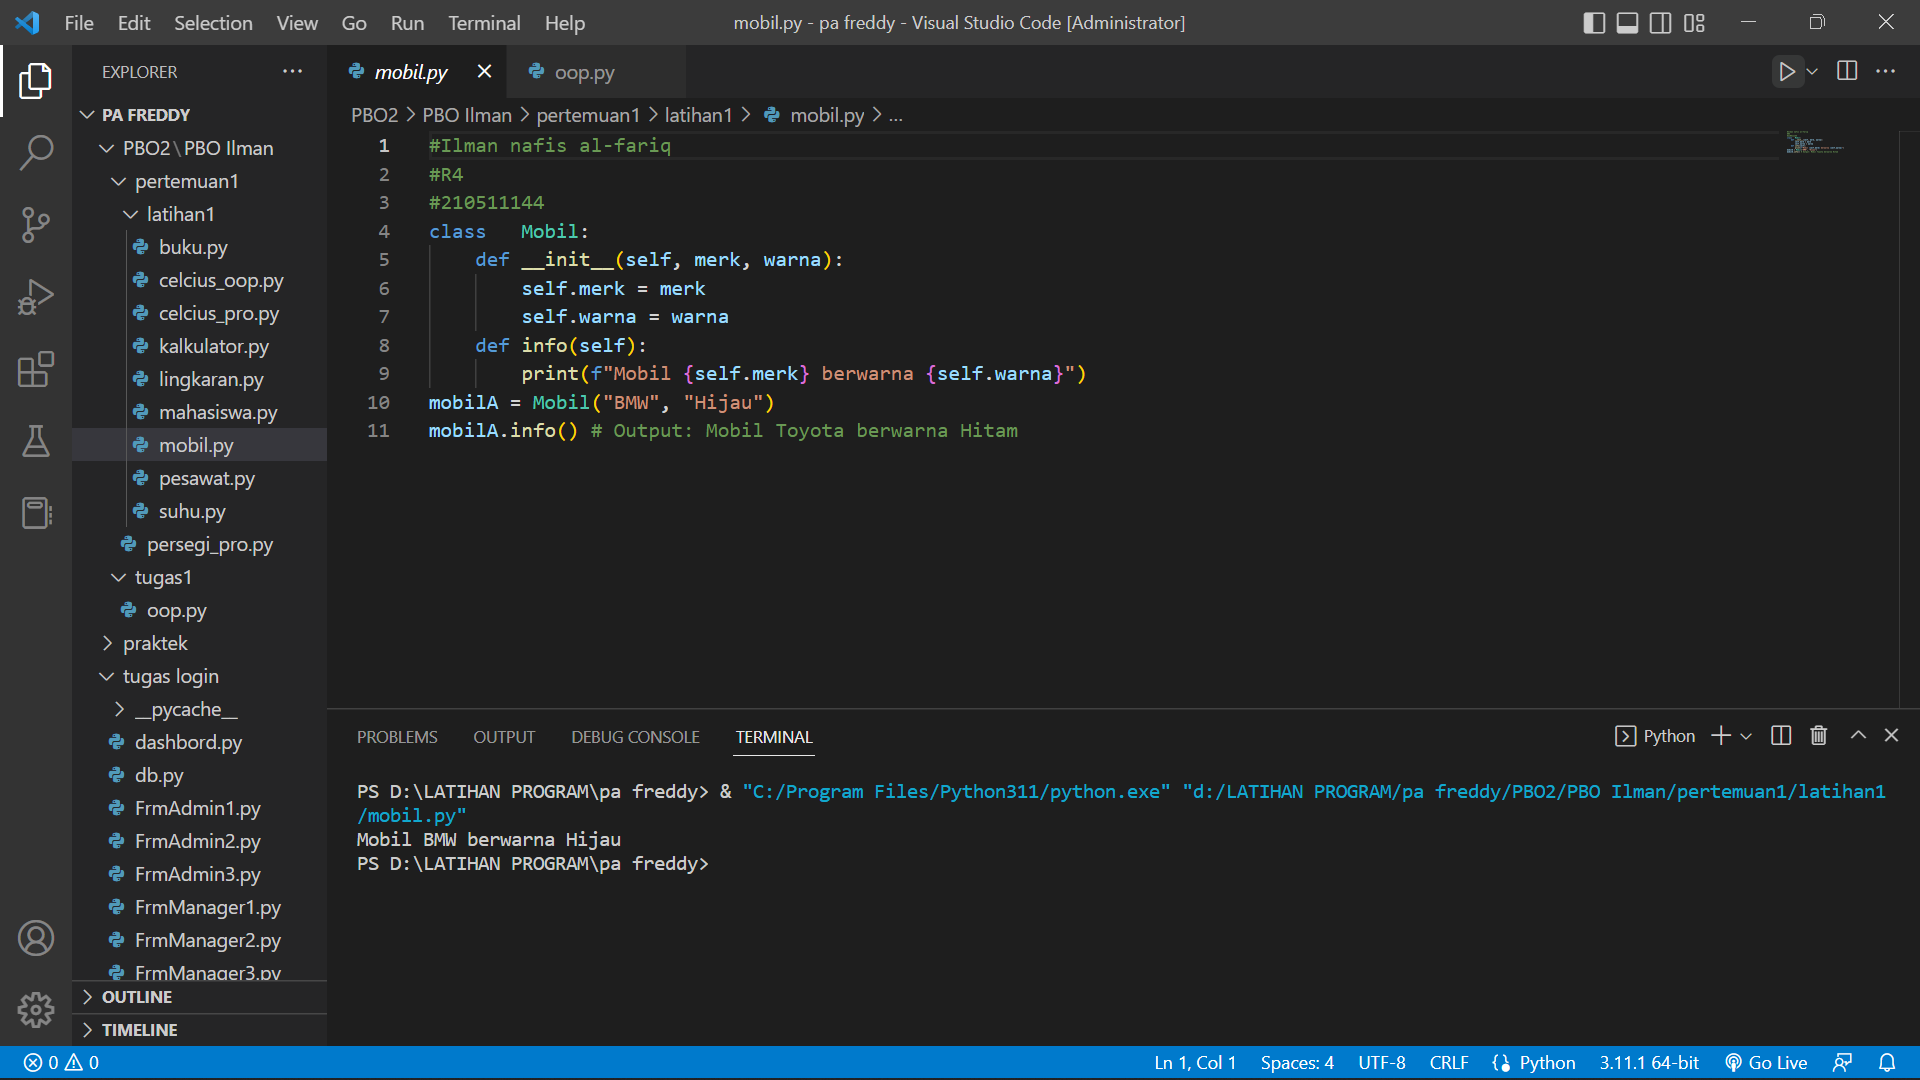 File Edit Selection View Go Run Terminal Help
mobil.py - pa freddy - Visual Studio Code [Administrator]
EXPLORER
PA FREDDY
PBO2\PBO Ilman
pertemuan1
latihan1
buku.py
celcius_oop.py
celcius_pro.py
kalkulator.py
lingkaran.py
mahasiswa.py
mobil.py
pesawat.py
suhu.py
persegi_pro.py
tugas1
oop.py
praktek
tugas login
__pycache__
dashbord.py
db.py
FrmAdmin1.py
FrmAdmin2.py
FrmAdmin3.py
FrmManager1.py
FrmManager2.py
FrmManager3.py
OUTLINE
TIMELINE
mobil.py oop.py
PBO2 > PBO Ilman > pertemuan1 > latihan1 > mobil.py > ...
1 #Ilman nafis al-fariq
2 #R4
3 #210511144
4 class   Mobil:
5     def __init__(self, merk, warna):
6         self.merk = merk
7         self.warna = warna
8     def info(self):
9         print(f"Mobil {self.merk} berwarna {self.warna}")
10 mobilA = Mobil("BMW", "Hijau")
11 mobilA.info() # Output: Mobil Toyota berwarna Hitam
PROBLEMS OUTPUT DEBUG CONSOLE TERMINAL
Python
PS D:\LATIHAN PROGRAM\pa freddy> & "C:/Program Files/Python311/python.exe" "d:/LATIHAN PROGRAM/pa freddy/PBO2/PBO Ilman/pertemuan1/latihan1
/mobil.py"
Mobil BMW berwarna Hijau
PS D:\LATIHAN PROGRAM\pa freddy>
0 0 Ln 1, Col 1 Spaces: 4 UTF-8 CRLF Python 3.11.1 64-bit Go Live